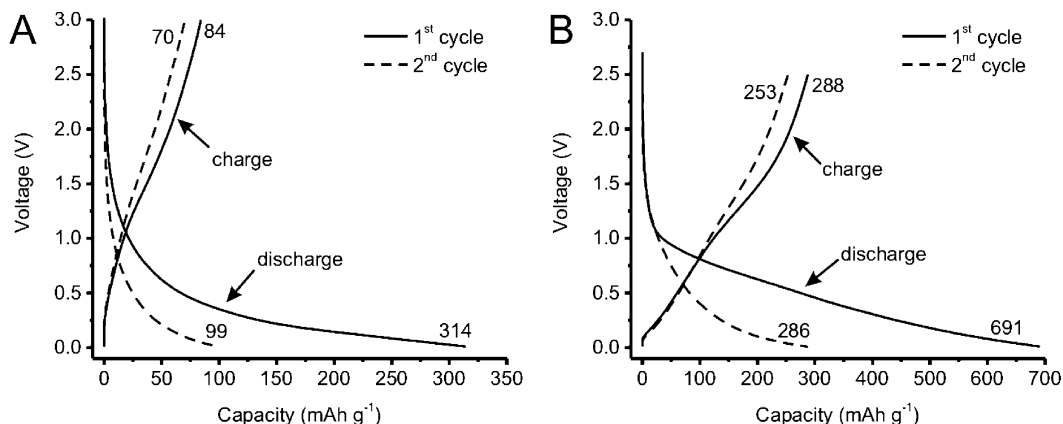 A
3.0
2.5
2.0
1.5
1.0
0.5
0.0
Voltage (V)
70
84
1st cycle
2nd cycle
charge
discharge
99
314
0
50
100
150
200
250
300
350
Capacity (mAh g-1)
B
3.0
2.5
2.0
1.5
1.0
0.5
0.0
Voltage (V)
253
288
1st cycle
2nd cycle
charge
discharge
286
691
0
100
200
300
400
500
600
700
Capacity (mAh g-1)